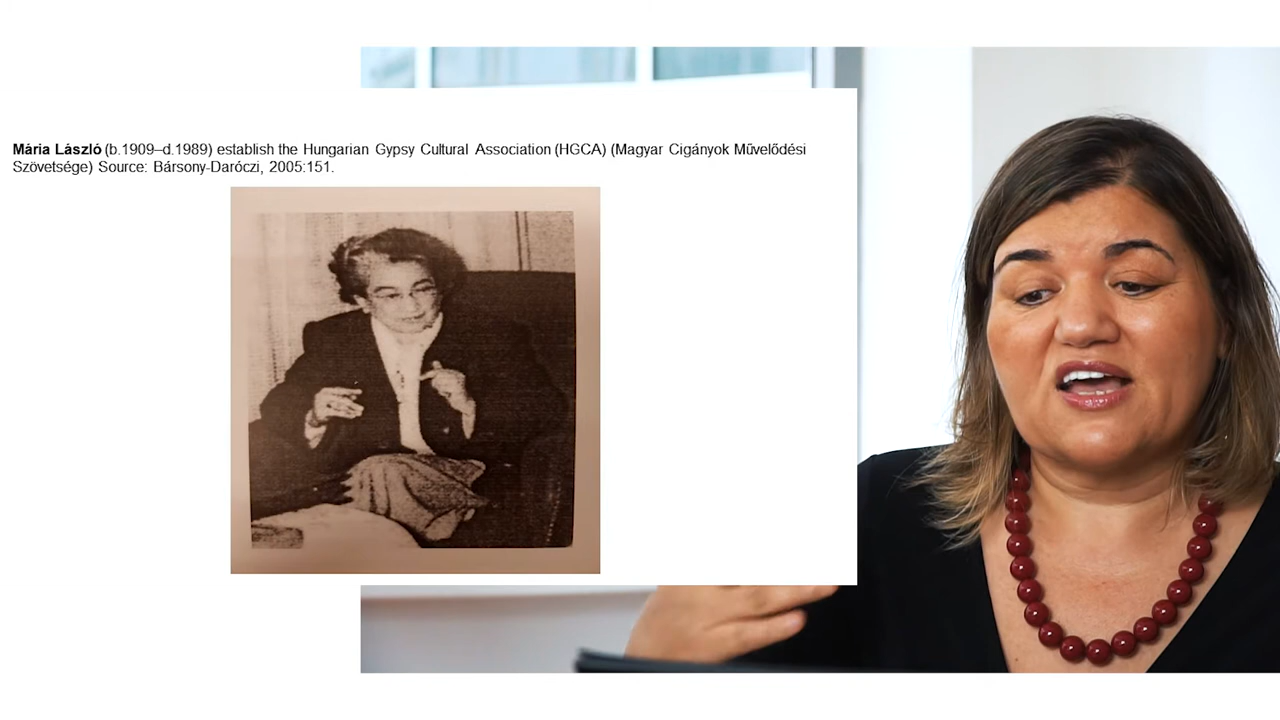 Mária László (b.1909–d.1989) establish the Hungarian Gypsy Cultural Association (HGCA) (Magyar Cigányok Művelődési
Szövetsége) Source: Bársony-Daróczi, 2005:151.